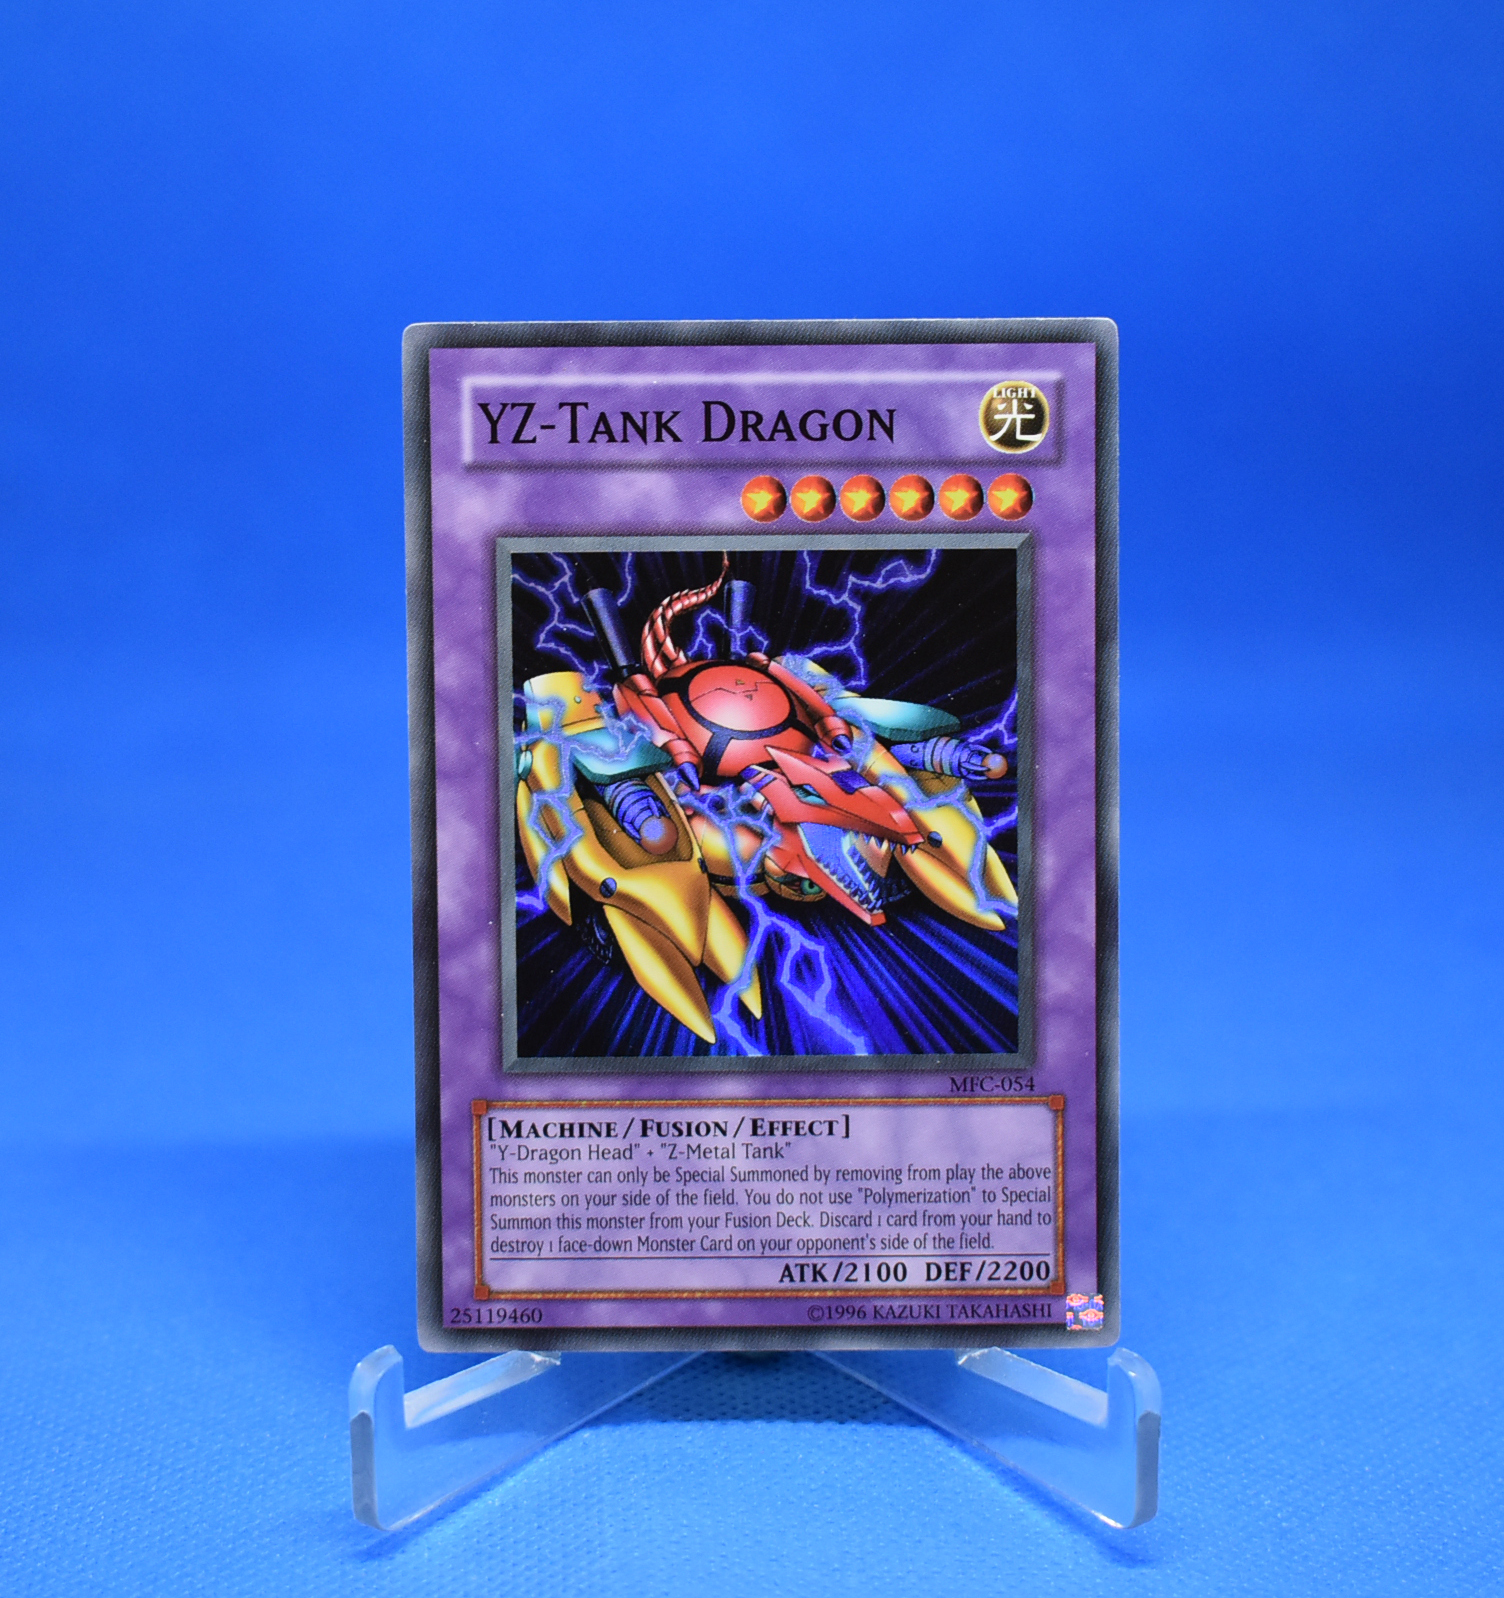 YZ-Tank Dragon
LIGHT
光
MFC-054
[Machine/Fusion/Effect]
"Y-Dragon Head" + "Z-Metal Tank"
This monster can only be Special Summoned by removing from play the above
monsters on your side of the field. You do not use "Polymerization" to Special
Summon this monster from your Fusion Deck. Discard 1 card from your hand to
destroy 1 face-down Monster Card on your opponent's side of the field.
ATK/2100 DEF/2200
25119460 ©1996 KAZUKI TAKAHASHI